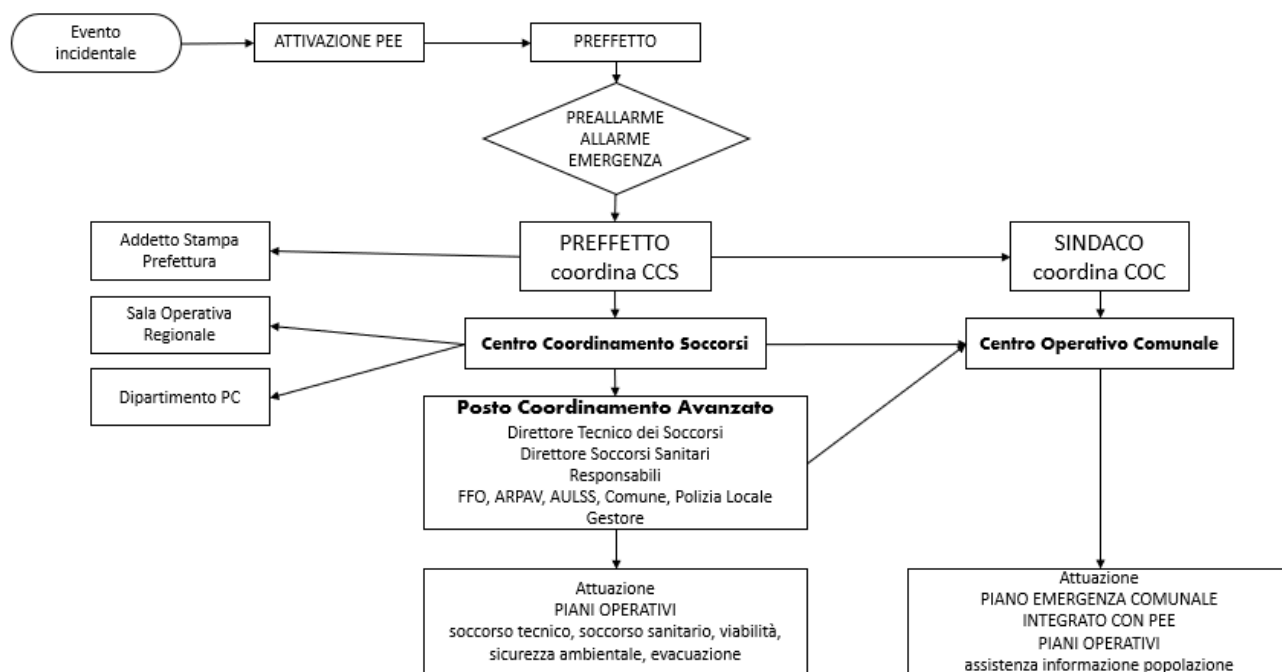 Evento
incidentale
ATTIVAZIONE PEE
PREFFETTO
PREALLARME
ALLARME
EMERGENZA
Addetto Stampa
Prefettura
PREFFETTO
coordina CCS
SINDACO
coordina COC
Sala Operativa
Regionale
Centro Coordinamento Soccorsi
Centro Operativo Comunale
Dipartimento PC
Posto Coordinamento Avanzato
Direttore Tecnico dei Soccorsi
Direttore Soccorsi Sanitari
Responsabili
FFO, ARPAV, AULSS, Comune, Polizia Locale
Gestore
Attuazione
PIANI OPERATIVI
soccorso tecnico, soccorso sanitario, viabilità,
sicurezza ambientale, evacuazione
Attuazione
PIANO EMERGENZA COMUNALE
INTEGRATO CON PEE
PIANI OPERATIVI
assistenza informazione popolazione